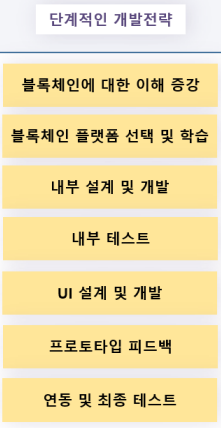 단계적인 개발전략
블록체인에 대한 이해 증강
블록체인 플랫폼 선택 및 학습
내부 설계 및 개발
내부 테스트
UI 설계 및 개발
프로토타입 피드백
연동 및 최종 테스트